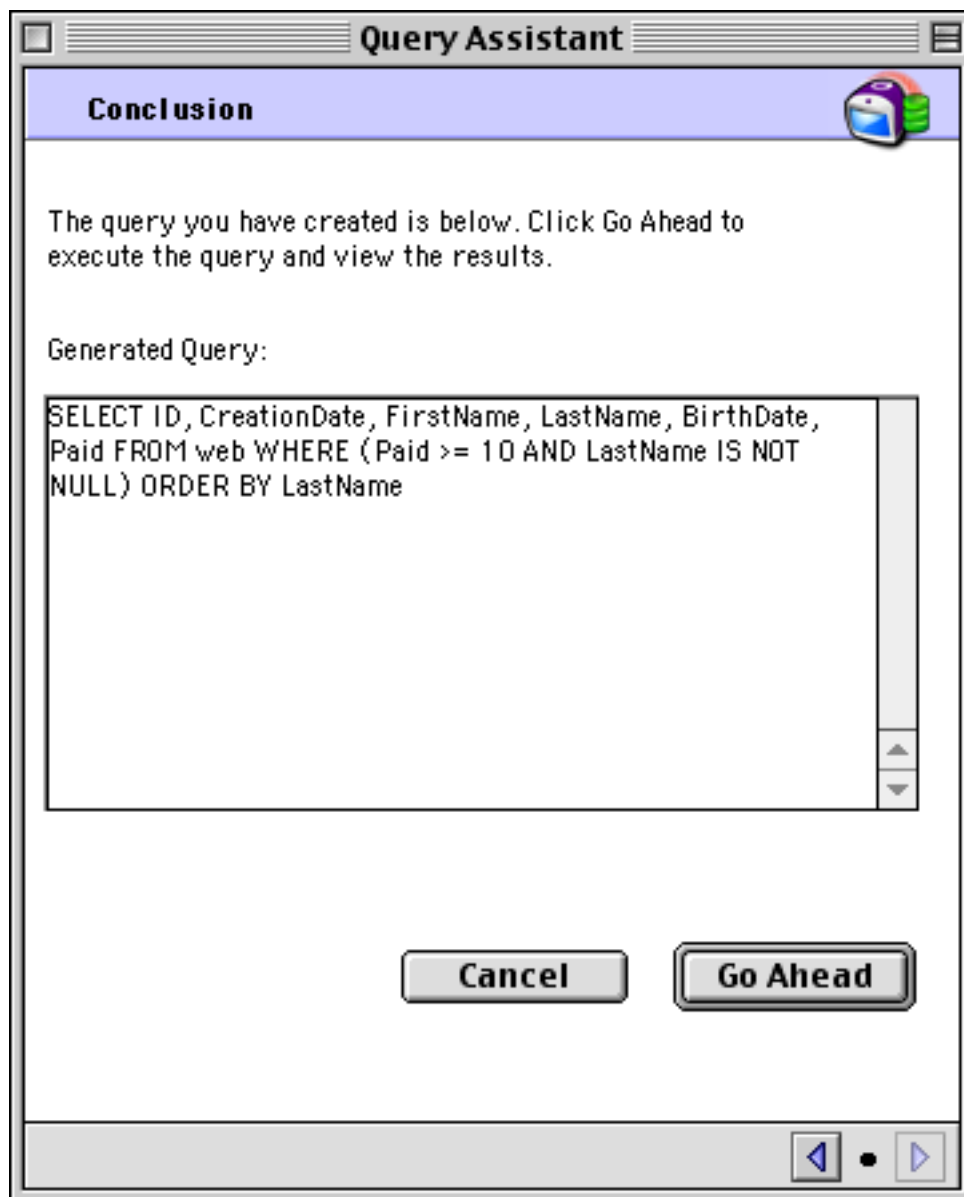 Query Assistant
Conclusion
The query you have created is below. Click Go Ahead to
execute the query and view the results.
Generated Query:
SELECT ID, CreationDate, FirstName, LastName, BirthDate,
Paid FROM web WHERE (Paid >= 10 AND LastName IS NOT
NULL) ORDER BY LastName
Cancel
Go Ahead